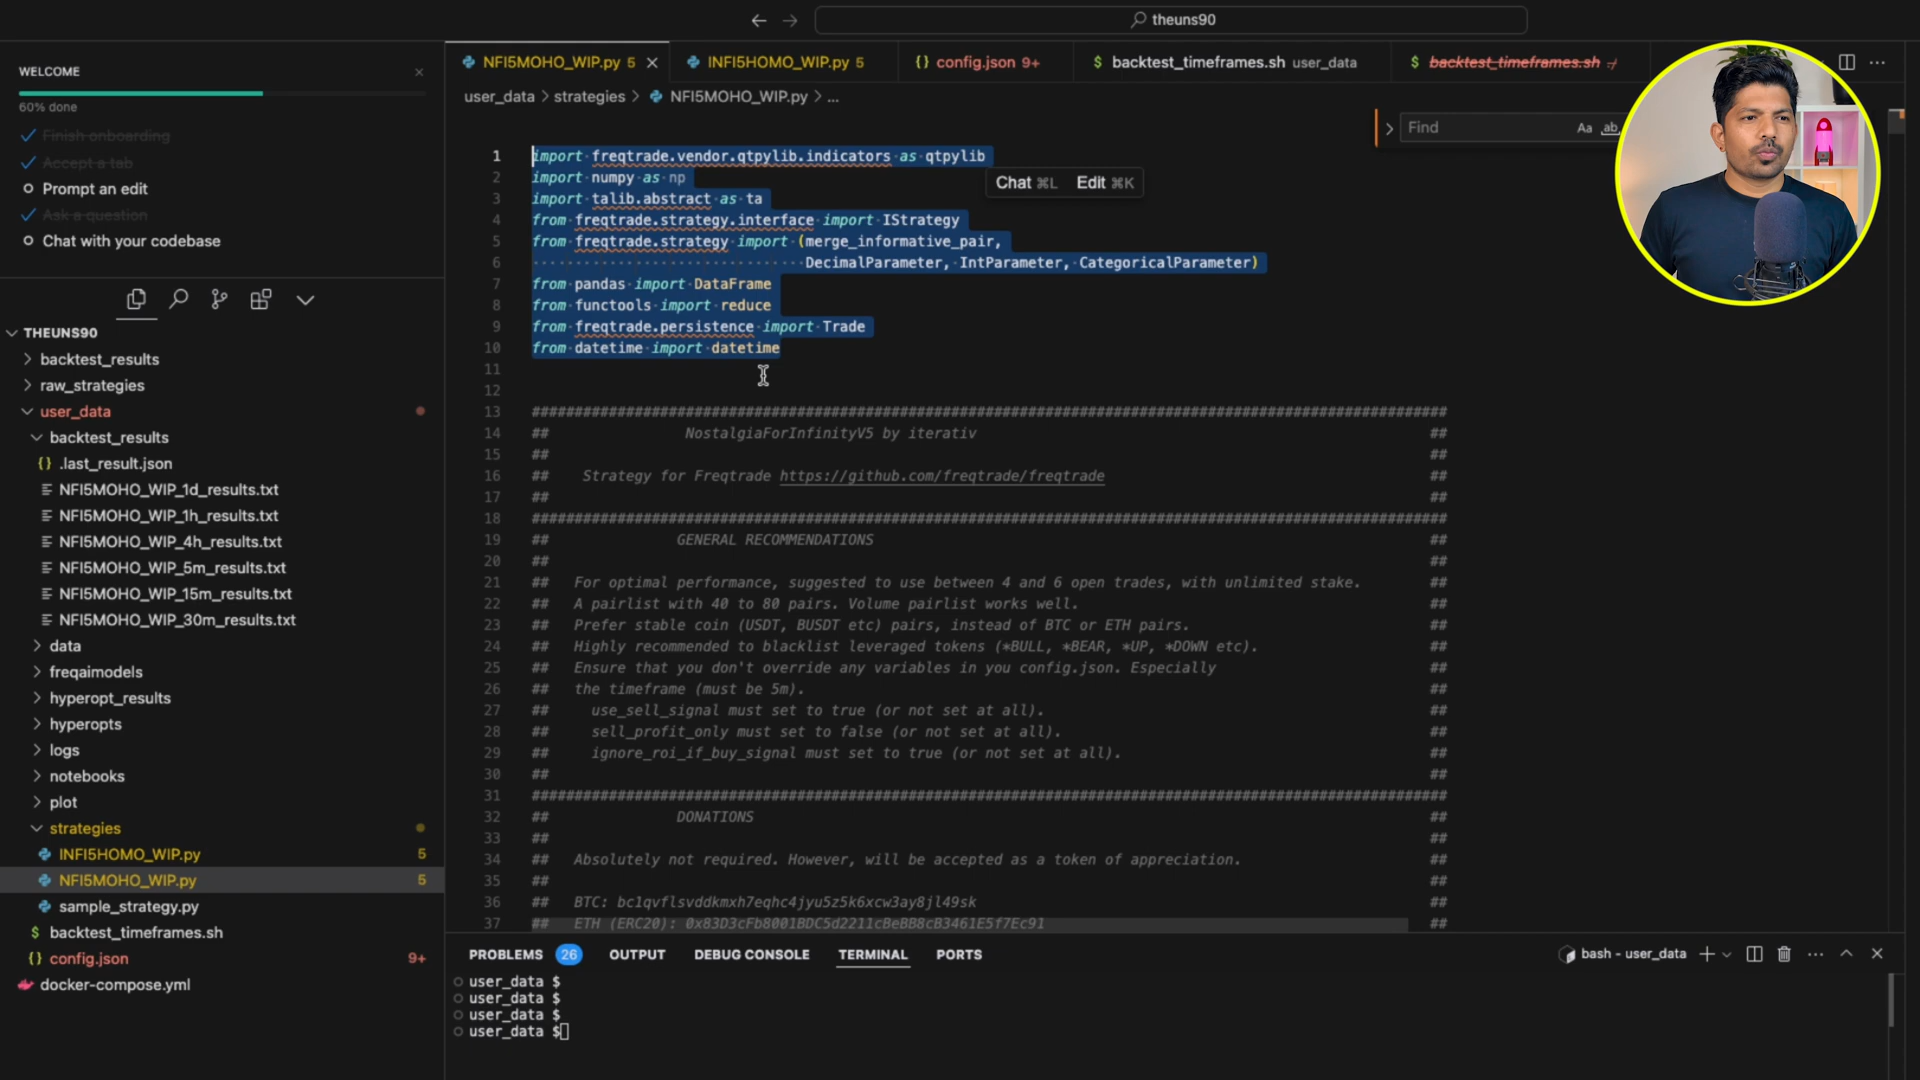 theuns90
WELCOME
60% done
Finish onboarding
Accept a tab
Prompt an edit
Ask a question
Chat with your codebase
THEUNS90
backtest_results
raw_strategies
user_data
backtest_results
{} .last_result.json
NFI5MOHO_WIP_1d_results.txt
NFI5MOHO_WIP_1h_results.txt
NFI5MOHO_WIP_4h_results.txt
NFI5MOHO_WIP_5m_results.txt
NFI5MOHO_WIP_15m_results.txt
NFI5MOHO_WIP_30m_results.txt
data
freqaimodels
hyperopt_results
hyperopts
logs
notebooks
plot
strategies
INFI5HOMO_WIP.py 5
NFI5MOHO_WIP.py 5
sample_strategy.py
$ backtest_timeframes.sh
{} config.json 9+
docker-compose.yml
NFI5MOHO_WIP.py 5
INFI5HOMO_WIP.py 5
{} config.json 9+
$ backtest_timeframes.sh user_data
$ backtest_timeframes.sh ./
user_data > strategies > NFI5MOHO_WIP.py > ...
Find Aa ab
Chat ⌘L Edit ⌘K
1 import freqtrade.vendor.qtpylib.indicators as qtpylib
2 import numpy as np
3 import talib.abstract as ta
4 from freqtrade.strategy.interface import IStrategy
5 from freqtrade.strategy import (merge_informative_pair,
6 DecimalParameter, IntParameter, CategoricalParameter)
7 from pandas import DataFrame
8 from functools import reduce
9 from freqtrade.persistence import Trade
10 from datetime import datetime
11
12
13 ###########################################################################################################
14 ## NostalgiaForInfinityV5 by iterativ ##
15 ## ##
16 ## Strategy for Freqtrade https://github.com/freqtrade/freqtrade ##
17 ## ##
18 ###########################################################################################################
19 ## GENERAL RECOMMENDATIONS ##
20 ## ##
21 ## For optimal performance, suggested to use between 4 and 6 open trades, with unlimited stake. ##
22 ## A pairlist with 40 to 80 pairs. Volume pairlist works well. ##
23 ## Prefer stable coin (USDT, BUSDT etc) pairs, instead of BTC or ETH pairs. ##
24 ## Highly recommended to blacklist leveraged tokens (*BULL, *BEAR, *UP, *DOWN etc). ##
25 ## Ensure that you don't override any variables in you config.json. Especially ##
26 ## the timeframe (must be 5m). ##
27 ## use_sell_signal must set to true (or not set at all). ##
28 ## sell_profit_only must set to false (or not set at all). ##
29 ## ignore_roi_if_buy_signal must set to true (or not set at all). ##
30 ## ##
31 ###########################################################################################################
32 ## DONATIONS ##
33 ## ##
34 ## Absolutely not required. However, will be accepted as a token of appreciation. ##
35 ## ##
36 ## BTC: bc1qvflsvddkmxh7eqhc4jyu5z5k6xcw3ay8jl49sk ##
37 ## ETH (ERC20): 0x83D3cFb8001BDC5d2211cBeBB8cB3461E5f7Ec91 ##
PROBLEMS 26 OUTPUT DEBUG CONSOLE TERMINAL PORTS
bash - user_data
user_data $
user_data $
user_data $
user_data $